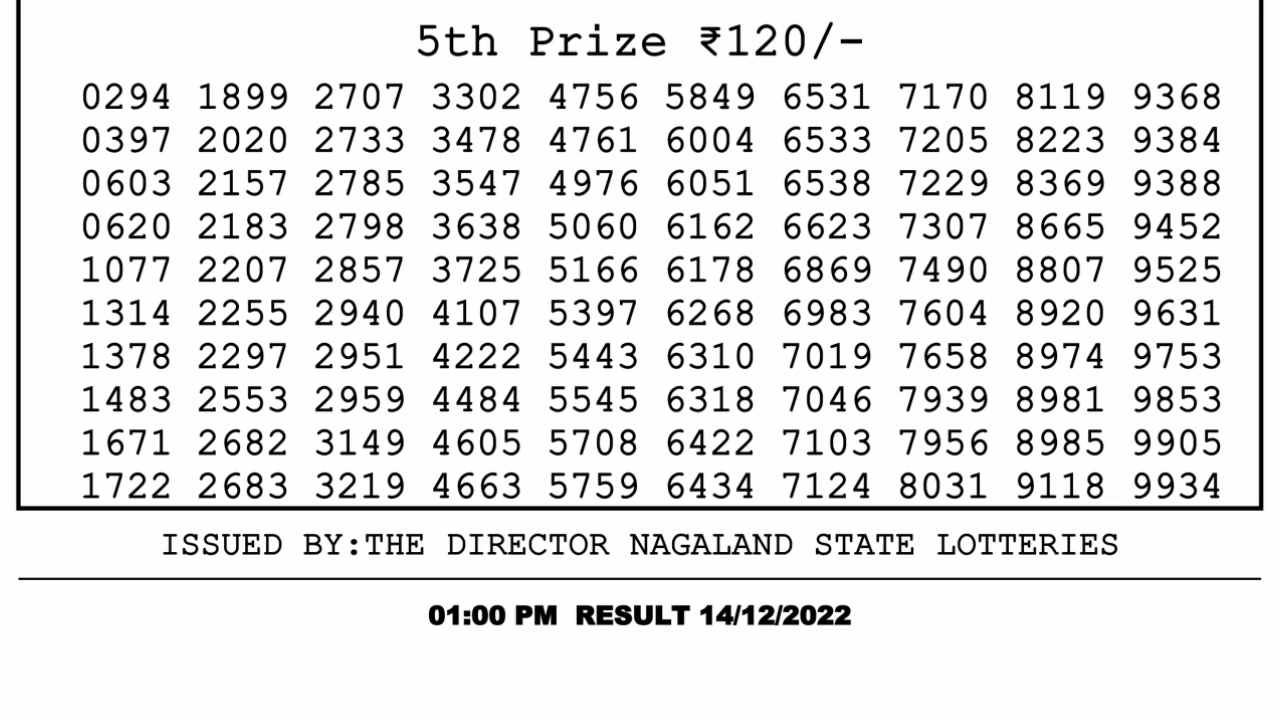 5th Prize ₹120/-
0294 1899 2707 3302 4756 5849 6531 7170 8119 9368
0397 2020 2733 3478 4761 6004 6533 7205 8223 9384
0603 2157 2785 3547 4976 6051 6538 7229 8369 9388
0620 2183 2798 3638 5060 6162 6623 7307 8665 9452
1077 2207 2857 3725 5166 6178 6869 7490 8807 9525
1314 2255 2940 4107 5397 6268 6983 7604 8920 9631
1378 2297 2951 4222 5443 6310 7019 7658 8974 9753
1483 2553 2959 4484 5545 6318 7046 7939 8981 9853
1671 2682 3149 4605 5708 6422 7103 7956 8985 9905
1722 2683 3219 4663 5759 6434 7124 8031 9118 9934
ISSUED BY:THE DIRECTOR NAGALAND STATE LOTTERIES
01:00 PM RESULT 14/12/2022